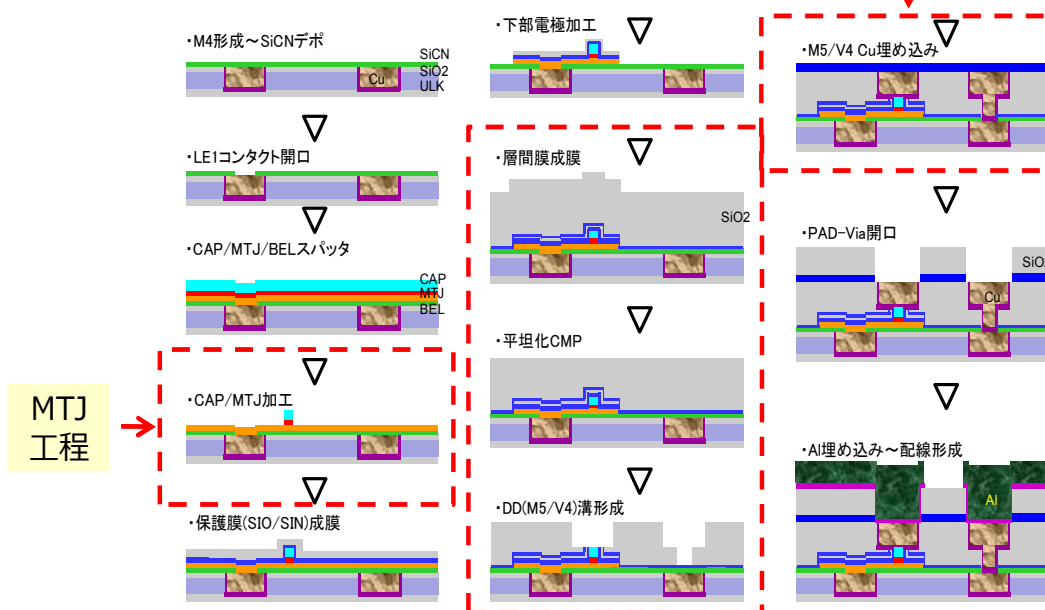 ・M4形成～SiCNデポ
SiCN
SiO2
ULK
Cu
・LE1コンタクト開口
・CAP/MTJ/BELスパッタ
CAP
MTJ
BEL
MTJ
工程
・CAP/MTJ加工
・保護膜(SIO/SIN)成膜
・下部電極加工
・層間膜成膜
SiO2
・平坦化CMP
・DD(M5/V4)溝形成
・M5/V4 Cu埋め込み
・PAD-Via開口
SiO2
Cu
・Al埋め込み～配線形成
Al